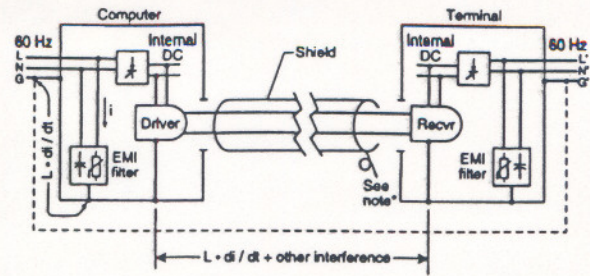 Computer
Terminal
60 Hz
L
N
G
Internal
DC
Shield
Internal
DC
60 Hz
L'
N'
G'
i
Driver
Recvr
L • di / dt
EMI
filter
See
note*
EMI
filter
L • di / dt + other interference